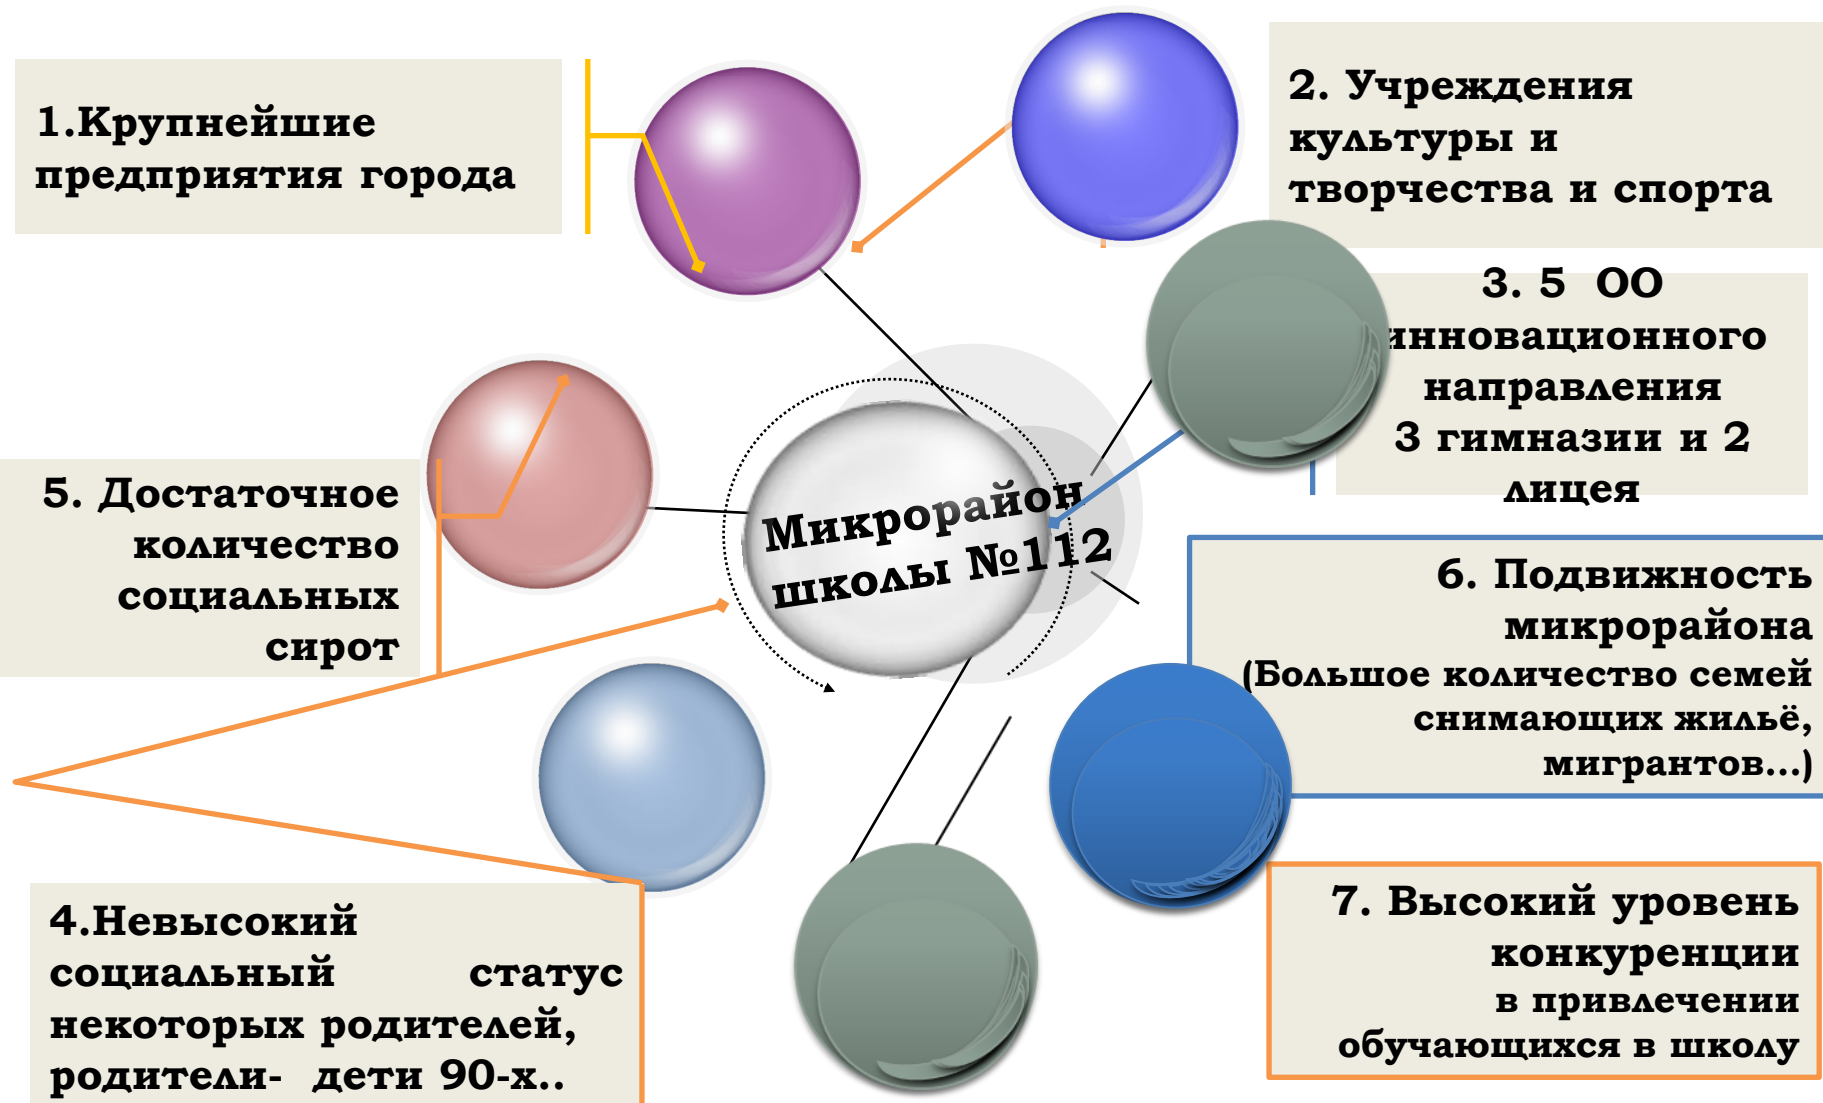 1.Крупнейшие
предприятия города
2. Учреждения
культуры и
творчества и спорта
3. 5 ОО
инновационного
направления
3 гимназии и 2
лицея
Микрорайон
школы №112
5. Достаточное
количество
социальных
сирот
6. Подвижность
микрорайона
(Большое количество семей
снимающих жильё,
мигрантов...)
4.Невысокий
социальный статус
некоторых родителей,
родители- дети 90-х..
7. Высокий уровень
конкуренции
в привлечении
обучающихся в школу